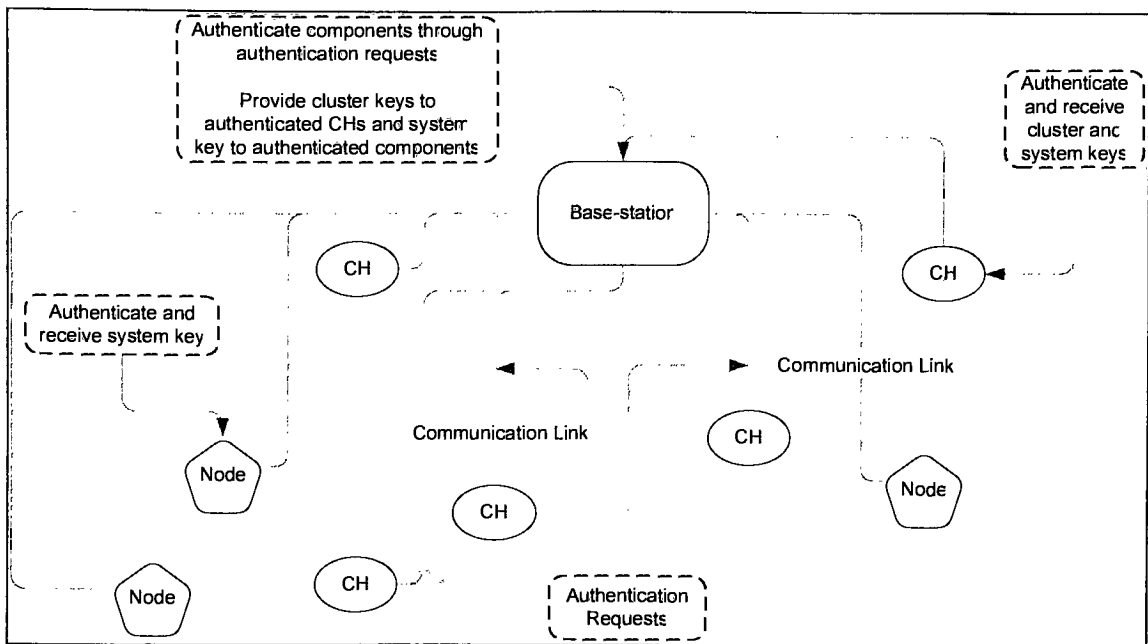 Authenticate components through
authentication requests
Provide cluster keys to
authenticated CHs and system
key to authenticated components
Authenticate
and receive
cluster and
system keys
Base-station
CH
CH
Authenticate and
receive system key
Communication Link
Communication Link
CH
Node
Node
CH
CH
Node
Authentication
Requests